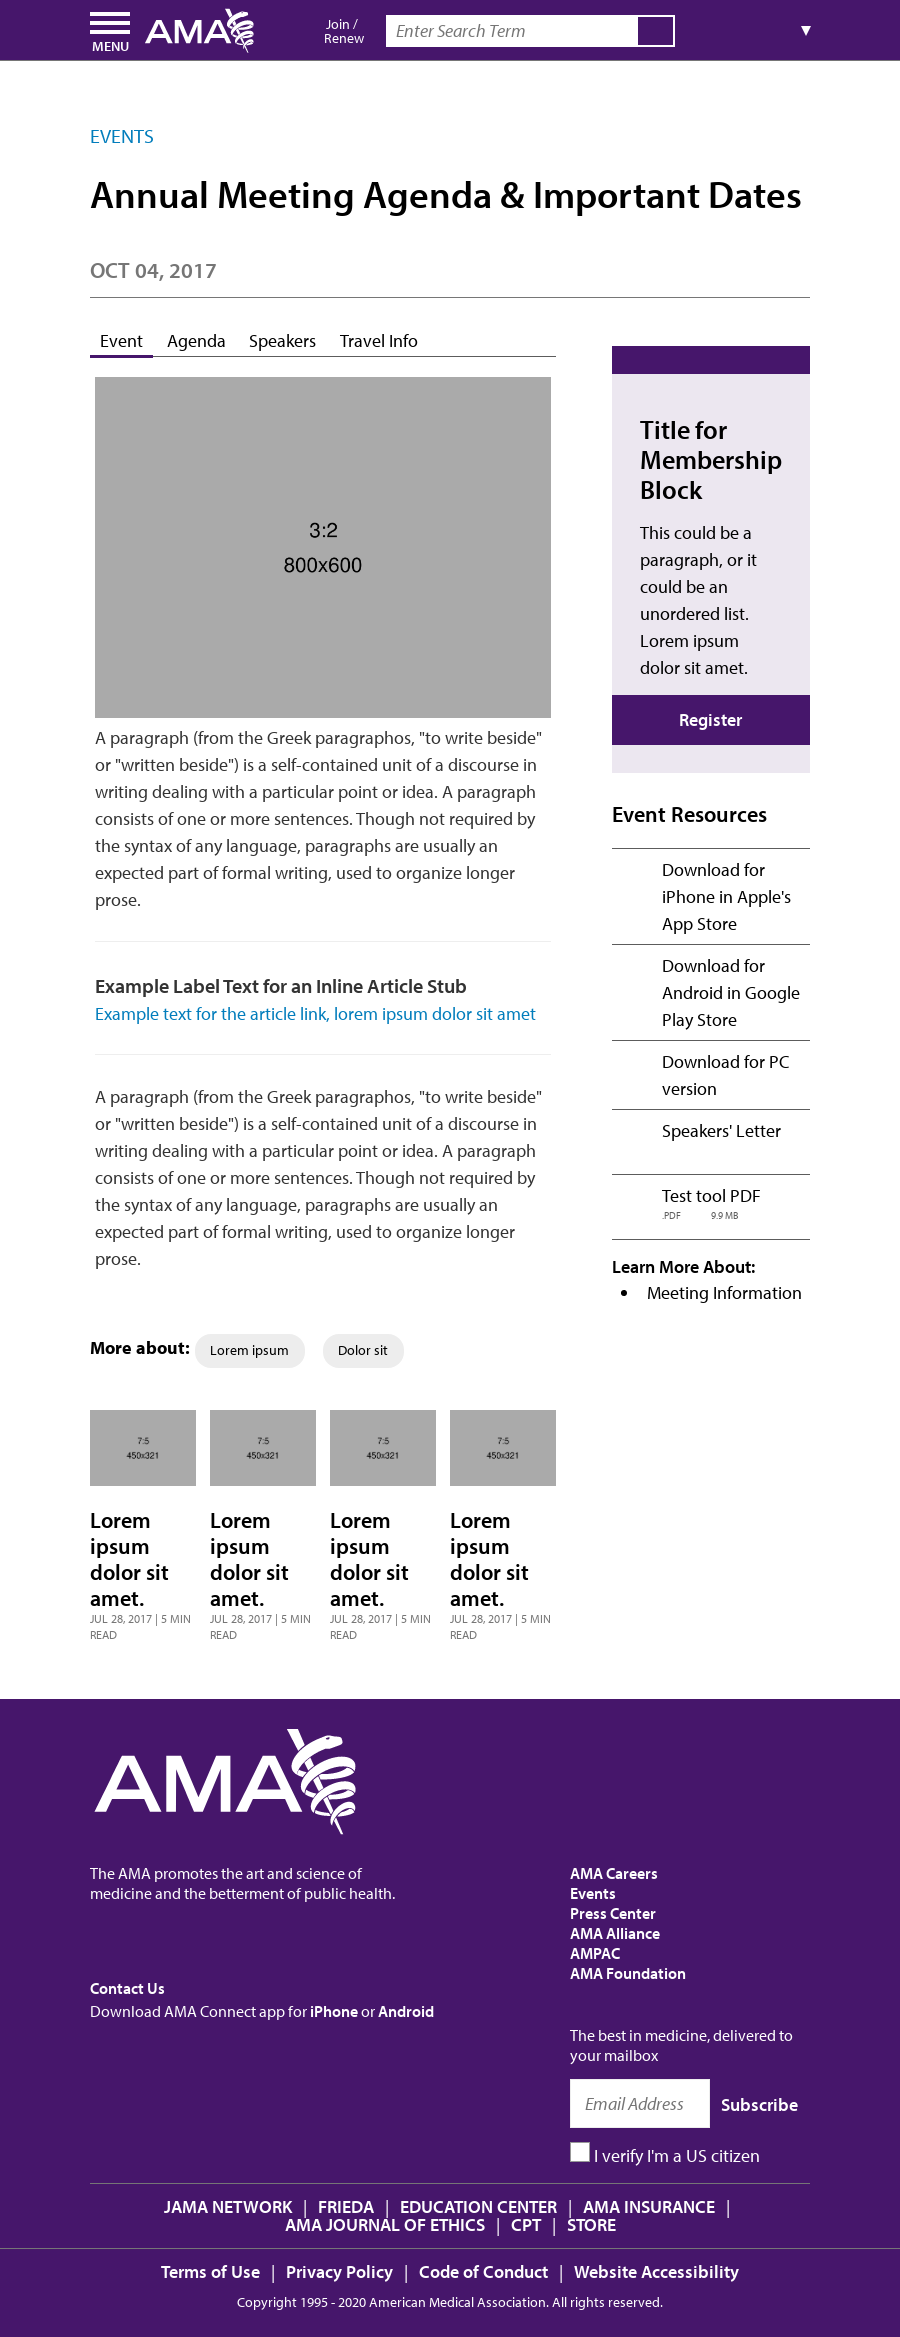 MENU
AMA
Join /
Renew
Enter Search Term
▼
EVENTS
Annual Meeting Agenda & Important Dates
OCT 04, 2017
Event Agenda Speakers Travel Info
3:2
800x600
A paragraph (from the Greek paragraphos, "to write beside"
or "written beside") is a self-contained unit of a discourse in
writing dealing with a particular point or idea. A paragraph
consists of one or more sentences. Though not required by
the syntax of any language, paragraphs are usually an
expected part of formal writing, used to organize longer
prose.
Example Label Text for an Inline Article Stub
Example text for the article link, lorem ipsum dolor sit amet
A paragraph (from the Greek paragraphos, "to write beside"
or "written beside") is a self-contained unit of a discourse in
writing dealing with a particular point or idea. A paragraph
consists of one or more sentences. Though not required by
the syntax of any language, paragraphs are usually an
expected part of formal writing, used to organize longer
prose.
More about: Lorem ipsum Dolor sit
7:5
450x321
Lorem
ipsum
dolor sit
amet.
JUL 28, 2017 | 5 MIN
READ
7:5
450x321
Lorem
ipsum
dolor sit
amet.
JUL 28, 2017 | 5 MIN
READ
7:5
450x321
Lorem
ipsum
dolor sit
amet.
JUL 28, 2017 | 5 MIN
READ
7:5
450x321
Lorem
ipsum
dolor sit
amet.
JUL 28, 2017 | 5 MIN
READ
Title for
Membership
Block
This could be a
paragraph, or it
could be an
unordered list.
Lorem ipsum
dolor sit amet.
Register
Event Resources
Download for
iPhone in Apple's
App Store
Download for
Android in Google
Play Store
Download for PC
version
Speakers' Letter
Test tool PDF
.PDF 9.9 MB
Learn More About:
• Meeting Information
AMA
The AMA promotes the art and science of
medicine and the betterment of public health.
Contact Us
Download AMA Connect app for iPhone or Android
AMA Careers
Events
Press Center
AMA Alliance
AMPAC
AMA Foundation
The best in medicine, delivered to
your mailbox
Email Address Subscribe
I verify I'm a US citizen
JAMA NETWORK | FRIEDA | EDUCATION CENTER | AMA INSURANCE |
AMA JOURNAL OF ETHICS | CPT | STORE
Terms of Use | Privacy Policy | Code of Conduct | Website Accessibility
Copyright 1995 - 2020 American Medical Association. All rights reserved.